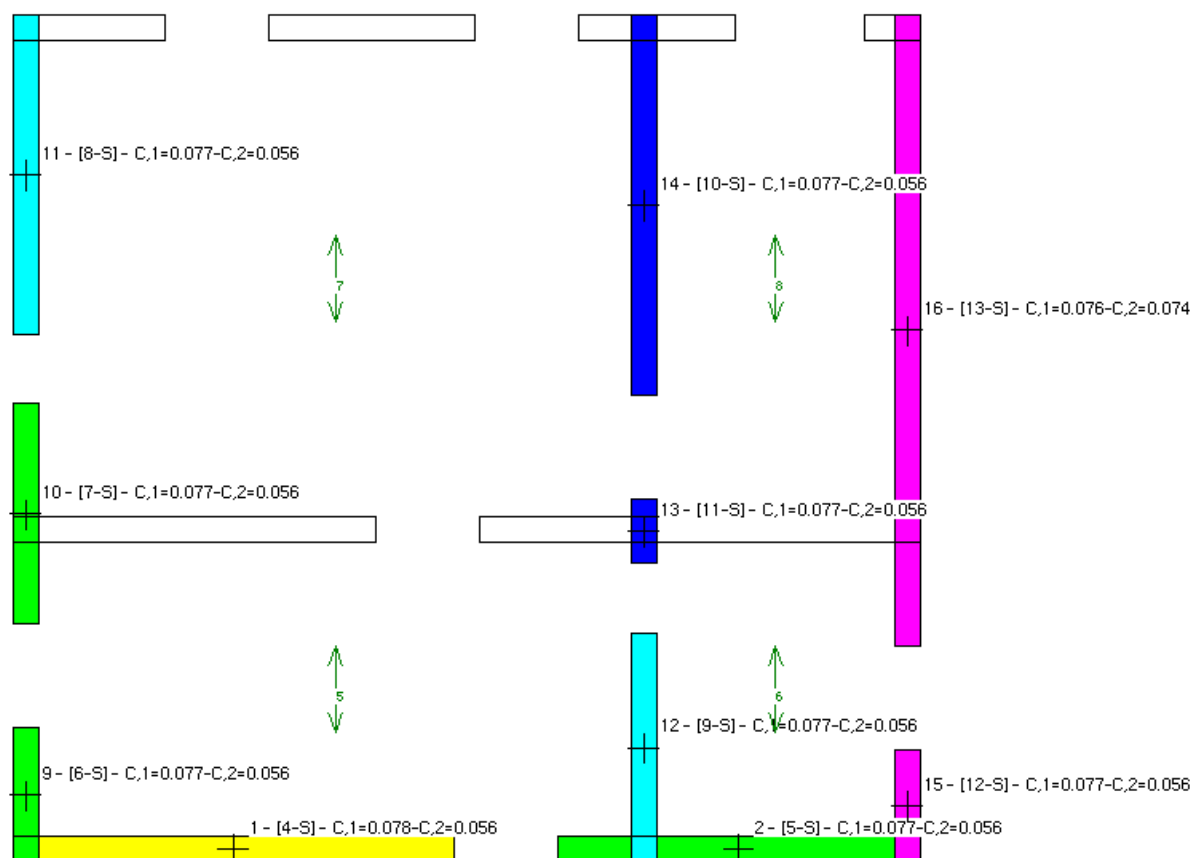 11 - [8-S] - C,1=0.077-C,2=0.056
14 - [10-S] - C,1=0.077-C,2=0.056
7
8
16 - [13-S] - C,1=0.076-C,2=0.074
10 - [7-S] - C,1=0.077-C,2=0.056
13 - [11-S] - C,1=0.077-C,2=0.056
5
6
12 - [9-S] - C,1=0.077-C,2=0.056
9 - [6-S] - C,1=0.077-C,2=0.056
15 - [12-S] - C,1=0.077-C,2=0.056
1 - [4-S] - C,1=0.078-C,2=0.056
2 - [5-S] - C,1=0.077-C,2=0.056